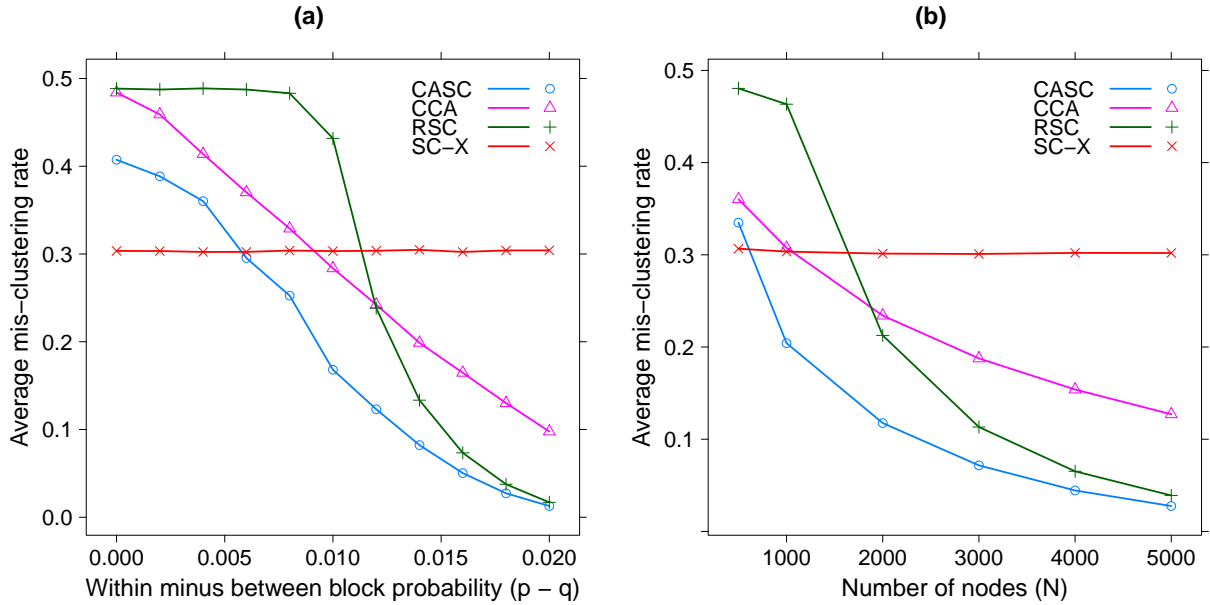 (a)
Average mis−clustering rate
0.5
0.4
0.3
0.2
0.1
0.0
CASC
CCA
RSC
SC−X
0.000 0.005 0.010 0.015 0.020
Within minus between block probability (p − q)
(b)
Average mis−clustering rate
0.5
0.4
0.3
0.2
0.1
CASC
CCA
RSC
SC−X
1000 2000 3000 4000 5000
Number of nodes (N)